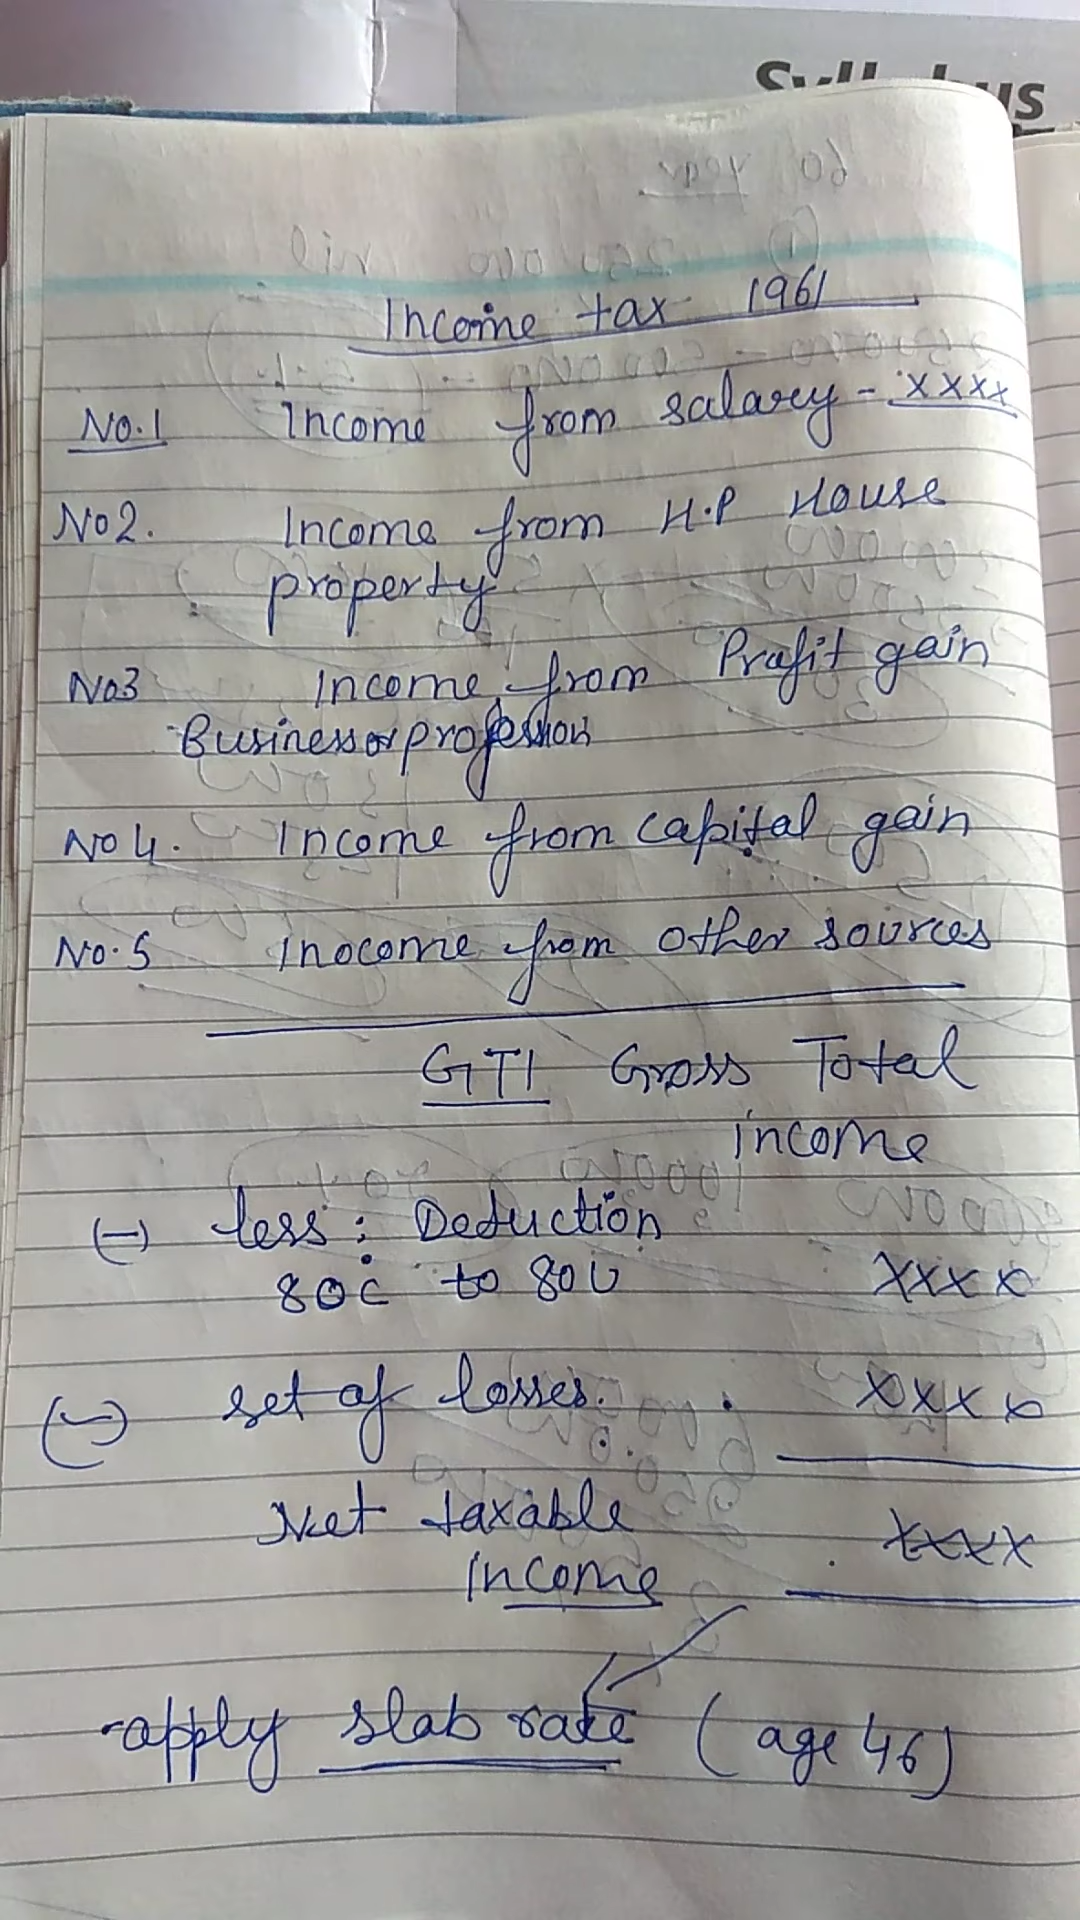 Syllabus
Income tax 1961
No.1 Income from salary - xxxx
No2. Income from H.P House
property
No3 Income from Profit gain
Business or profession
No 4. Income from capital gain
No.5 Inocome from other sources
GTI Gross Total
income
(-) less : Deduction
80C to 80U xxxx
(-) set of losses. xxxx
Net taxable
income xxxx
apply slab rate (age 46)